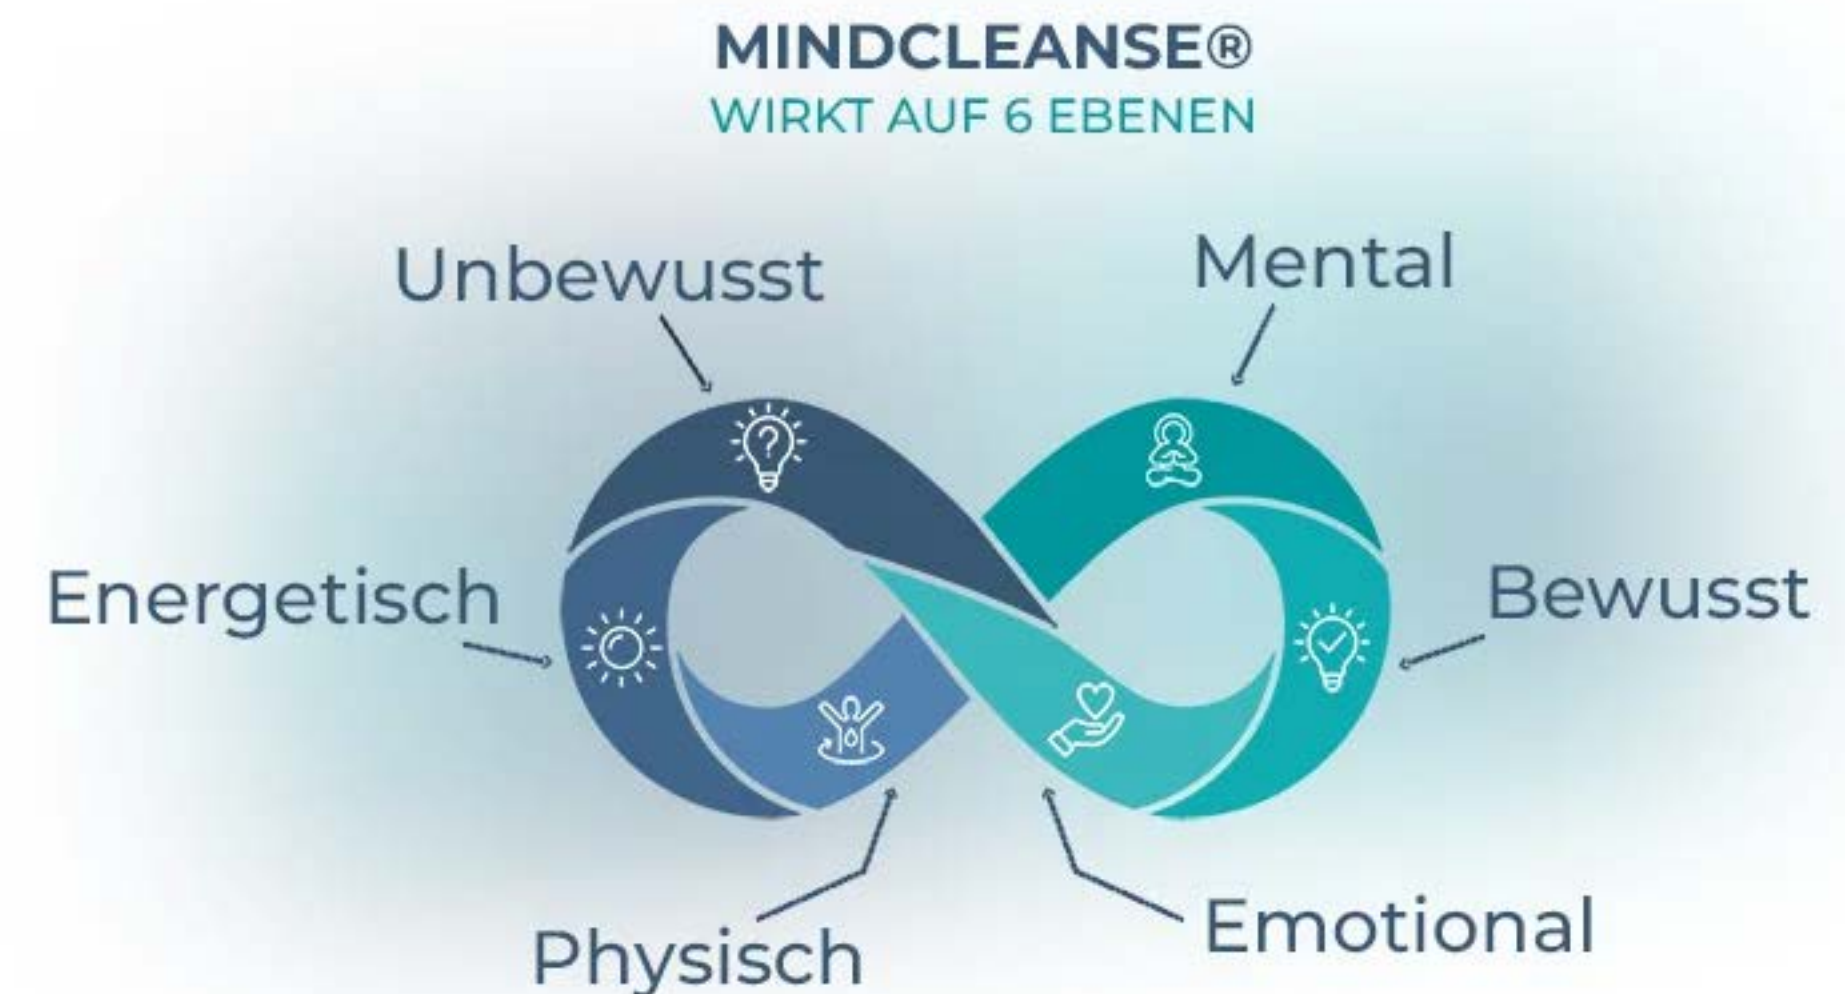 MINDCLEANSE®
WIRKT AUF 6 EBENEN
Unbewusst
Mental
Energetisch
Bewusst
Physisch
Emotional